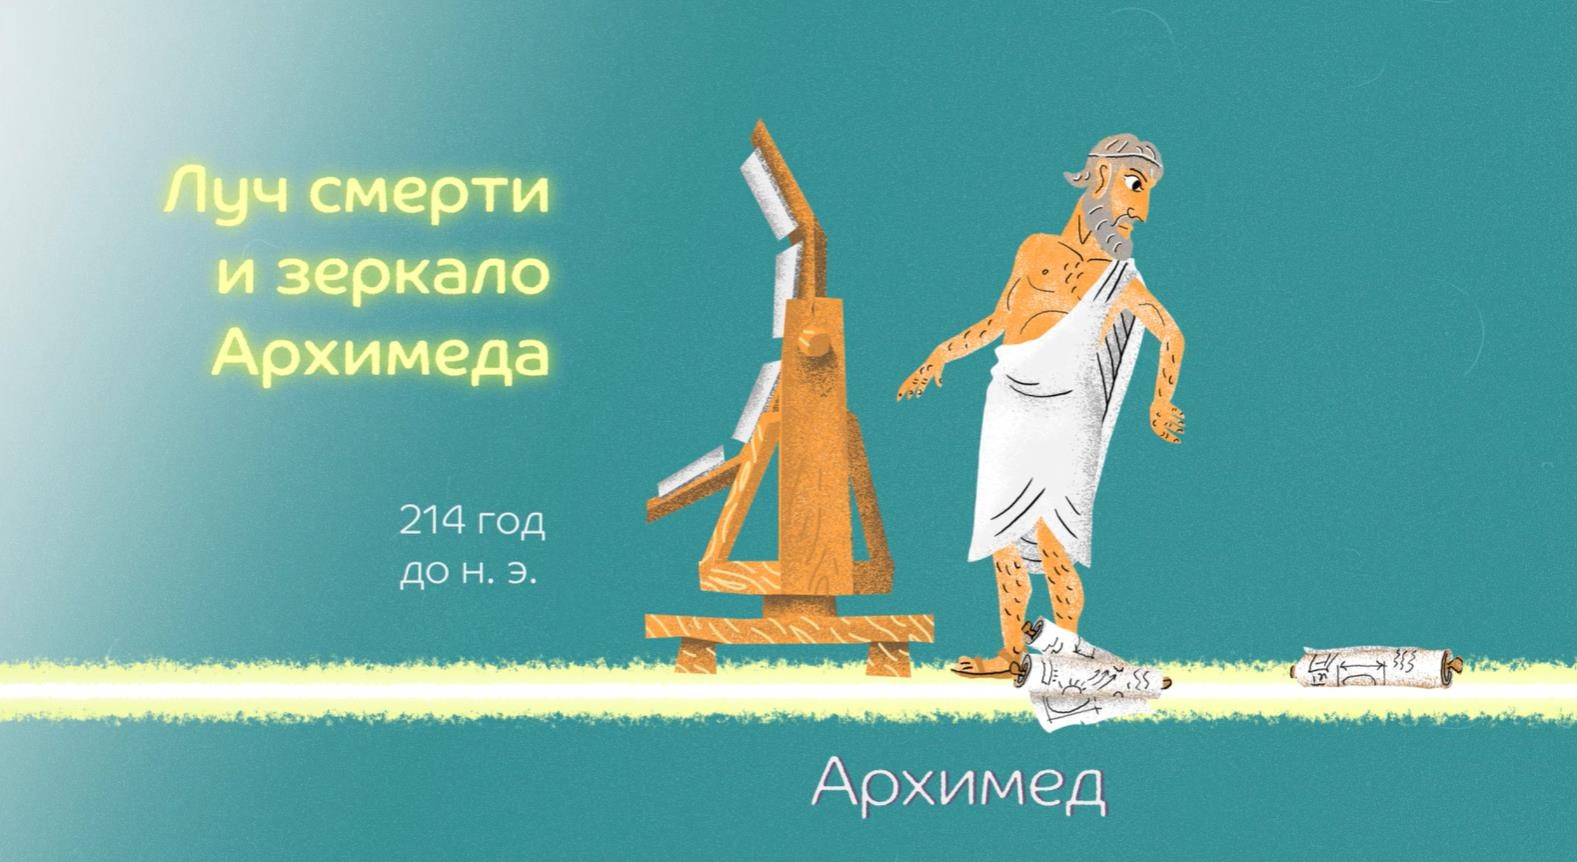 Луч смерти
и зеркало
Архимеда
214 год
до н. э.
Архимед